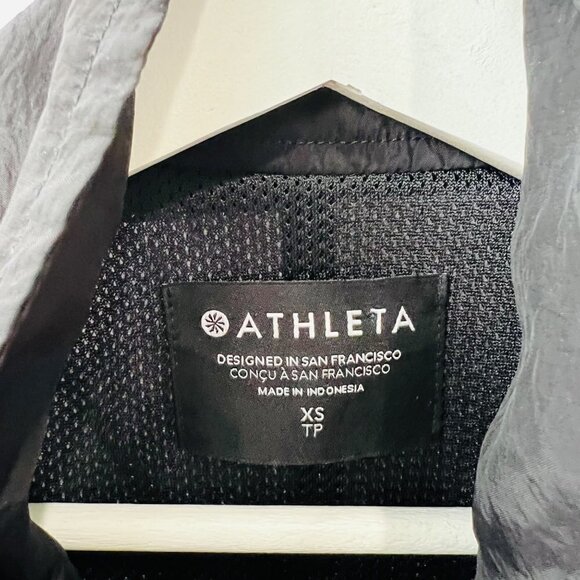 ATHLETA
DESIGNED IN SAN FRANCISCO
CONÇU À SAN FRANCISCO
MADE IN INDONESIA
XS
TP